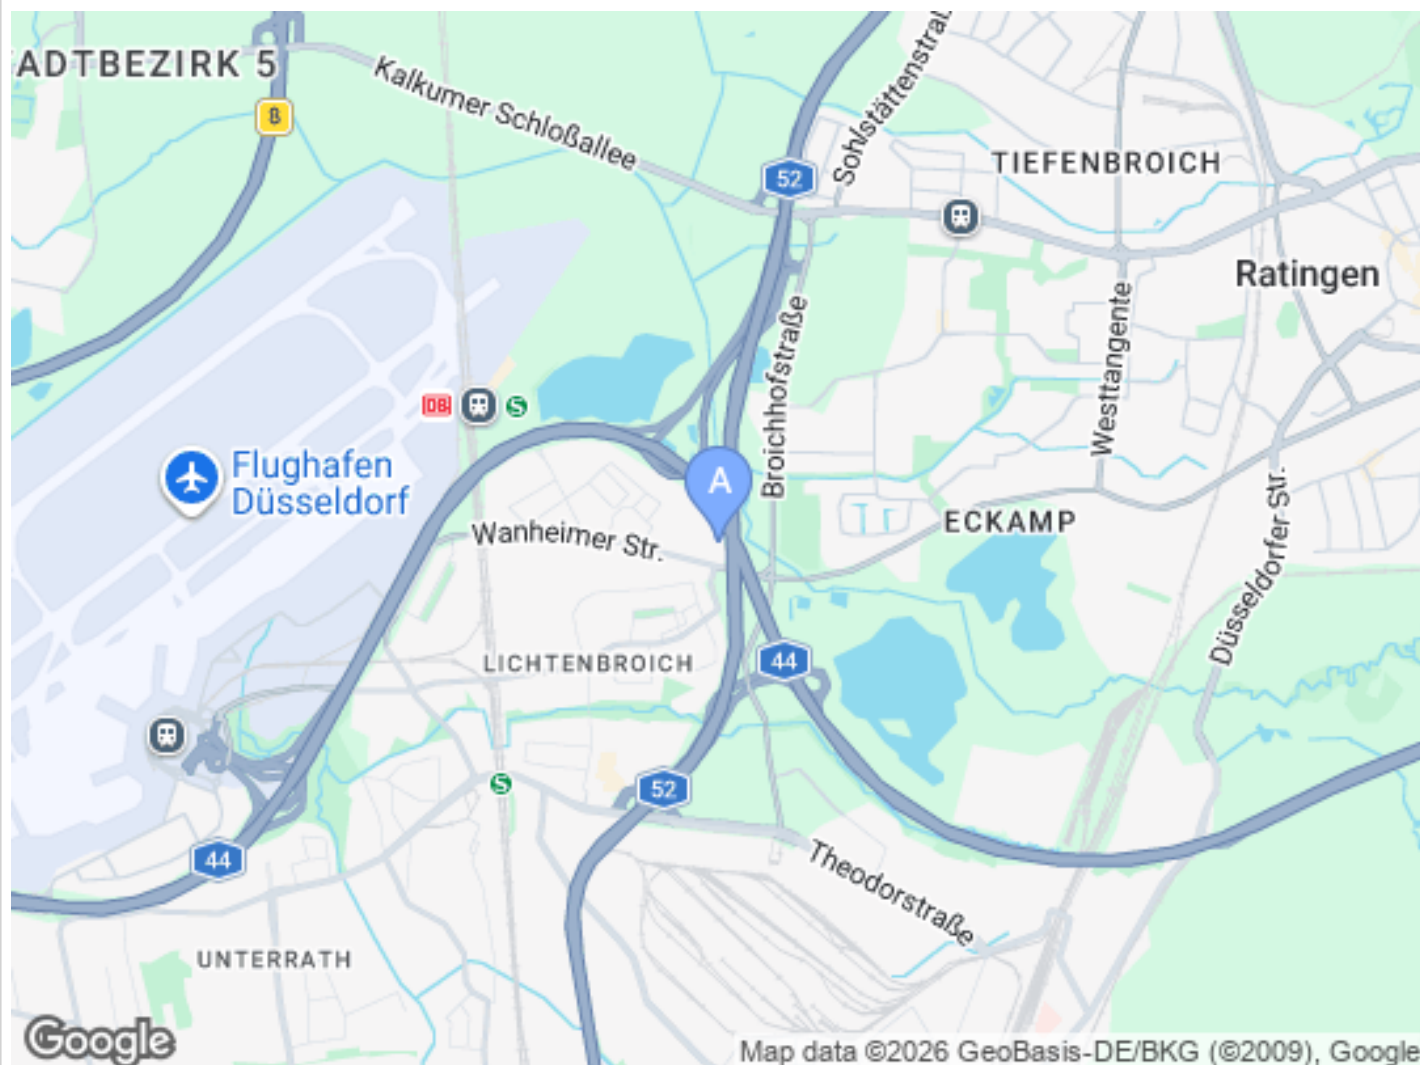 ADTBEZIRK 5
8
Kalkumer Schloßallee
52
Sohlstättenstraß
TIEFENBROICH
Ratingen
Westtangente
Broichhofstraße
DB
S
Flughafen
Düsseldorf
A
Wanheimer Str.
ECKAMP
Düsseldorfer Str.
LICHTENBROICH
44
S
52
44
Theodorstraße
UNTERRATH
Google
Map data ©2026 GeoBasis-DE/BKG (©2009), Google